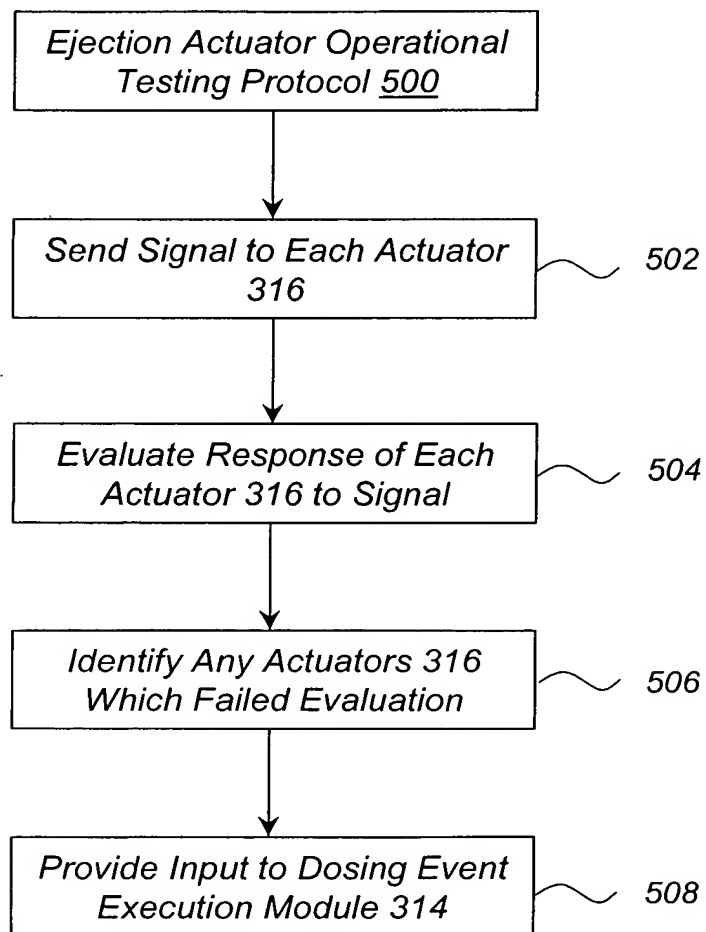 Ejection Actuator Operational
Testing Protocol 500
Send Signal to Each Actuator
316
502
Evaluate Response of Each
Actuator 316 to Signal
504
Identify Any Actuators 316
Which Failed Evaluation
506
Provide Input to Dosing Event
Execution Module 314
508